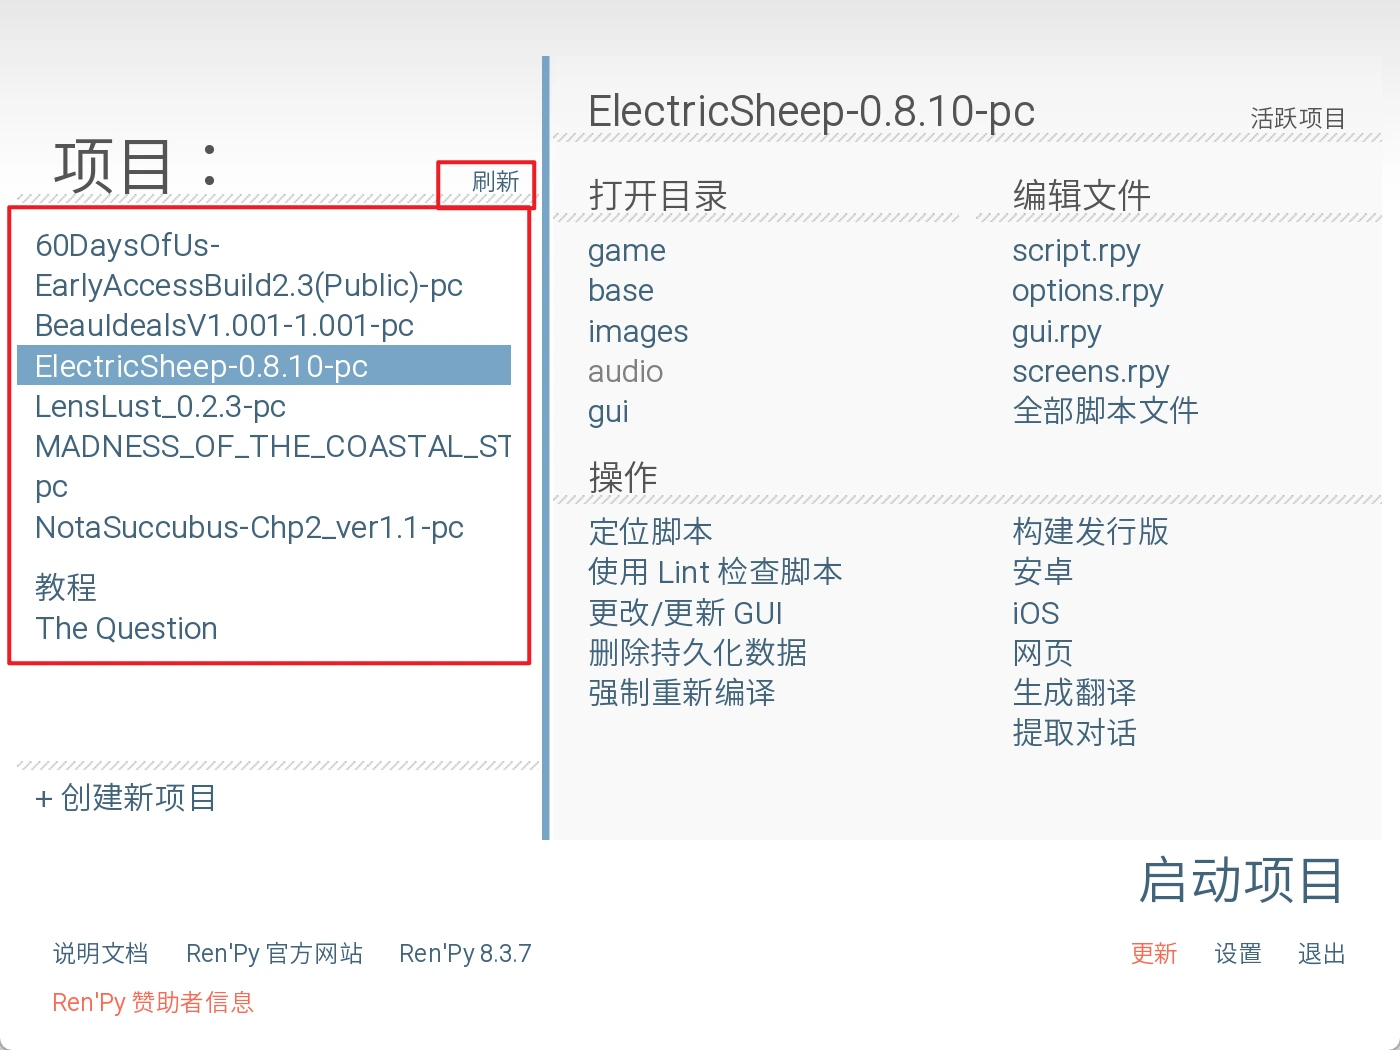 项目：
刷新
60DaysOfUs-
EarlyAccessBuild2.3(Public)-pc
BeauIdealsV1.001-1.001-pc
ElectricSheep-0.8.10-pc
LensLust_0.2.3-pc
MADNESS_OF_THE_COASTAL_ST
pc
NotaSuccubus-Chp2_ver1.1-pc
教程
The Question
+ 创建新项目
ElectricSheep-0.8.10-pc
活跃项目
打开目录
game
base
images
audio
gui
编辑文件
script.rpy
options.rpy
gui.rpy
screens.rpy
全部脚本文件
操作
定位脚本
使用 Lint 检查脚本
更改/更新 GUI
删除持久化数据
强制重新编译
构建发行版
安卓
iOS
网页
生成翻译
提取对话
启动项目
说明文档 Ren'Py 官方网站 Ren'Py 8.3.7
更新 设置 退出
Ren'Py 赞助者信息